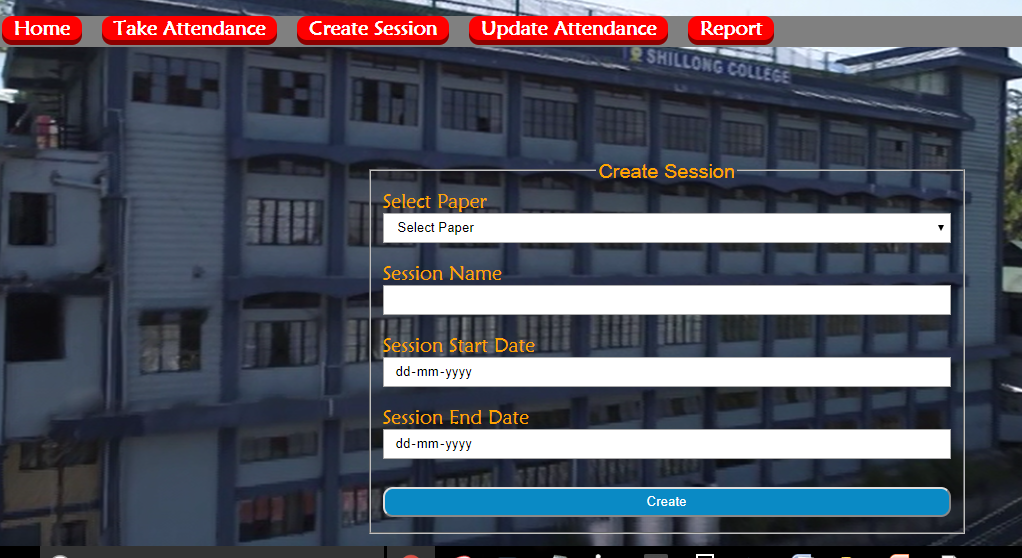 Home Take Attendance Create Session Update Attendance Report
SHILLONG COLLEGE
Create Session
Select Paper
Select Paper
Session Name
Session Start Date
dd-mm-yyyy
Session End Date
dd-mm-yyyy
Create